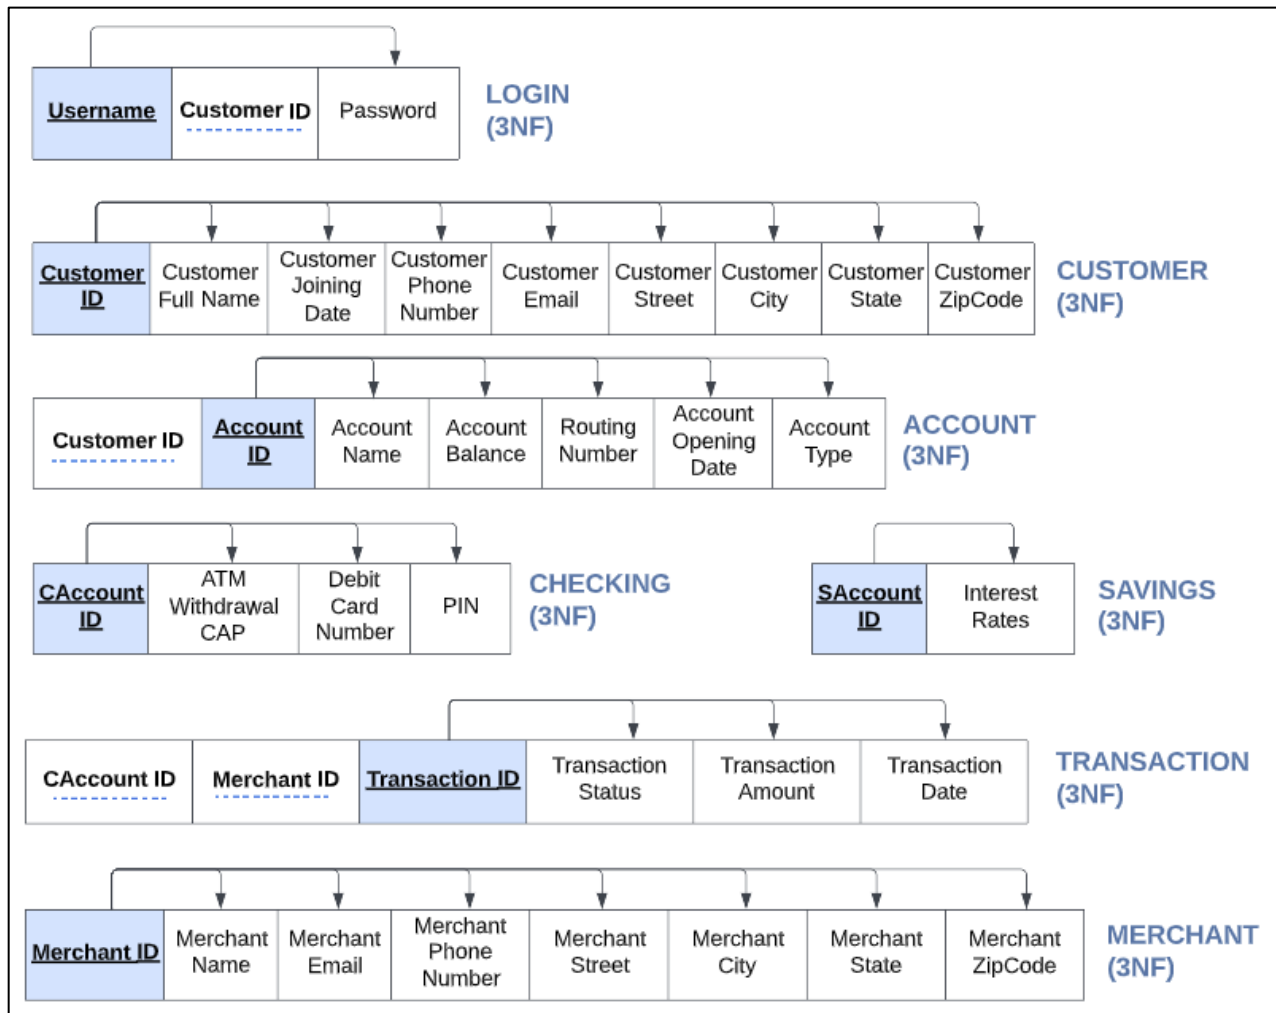 Username
Customer ID
Password
LOGIN
(3NF)
Customer
ID
Customer
Full Name
Customer
Joining
Date
Customer
Phone
Number
Customer
Email
Customer
Street
Customer
City
Customer
State
Customer
ZipCode
CUSTOMER
(3NF)
Customer ID
Account
ID
Account
Name
Account
Balance
Routing
Number
Account
Opening
Date
Account
Type
ACCOUNT
(3NF)
CAccount
ID
ATM
Withdrawal
CAP
Debit
Card
Number
PIN
CHECKING
(3NF)
SAccount
ID
Interest
Rates
SAVINGS
(3NF)
CAccount ID
Merchant ID
Transaction ID
Transaction
Status
Transaction
Amount
Transaction
Date
TRANSACTION
(3NF)
Merchant ID
Merchant
Name
Merchant
Email
Merchant
Phone
Number
Merchant
Street
Merchant
City
Merchant
State
Merchant
ZipCode
MERCHANT
(3NF)